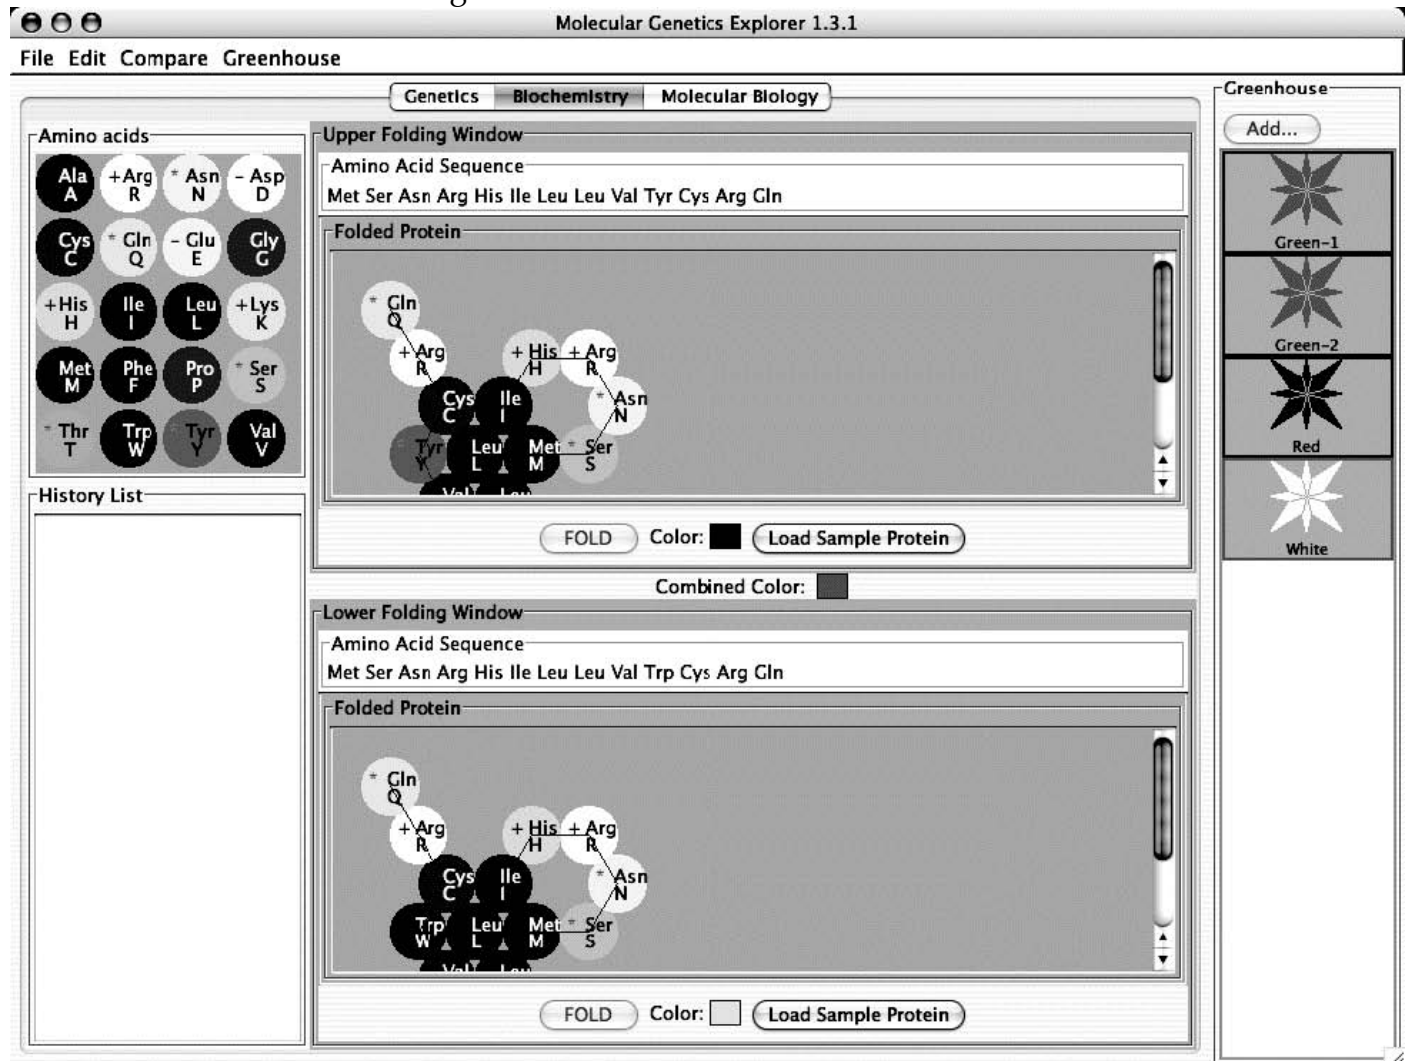 Molecular Genetics Explorer 1.3.1
File Edit Compare Greenhouse
Genetics Biochemistry Molecular Biology
Amino acids
Ala A
+Arg R
* Asn N
- Asp D
Cys C
* Gln Q
- Glu E
Gly G
+His H
Ile I
Leu L
+Lys K
Met M
Phe F
Pro P
* Ser S
* Thr T
Trp W
* Tyr Y
Val V
History List
Upper Folding Window
Amino Acid Sequence
Met Ser Asn Arg His Ile Leu Leu Val Tyr Cys Arg Gln
Folded Protein
* Gln Q
+ Arg R
+ His H
+ Arg R
Cys C
Ile I
* Asn N
Tyr Y
Leu L
Met M
* Ser S
Val
Leu
FOLD Color: Load Sample Protein
Combined Color:
Lower Folding Window
Amino Acid Sequence
Met Ser Asn Arg His Ile Leu Leu Val Trp Cys Arg Gln
Folded Protein
* Gln Q
+ Arg R
+ His H
+ Arg R
Cys C
Ile I
* Asn N
Trp W
Leu L
Met M
* Ser S
Val
Leu
FOLD Color: Load Sample Protein
Greenhouse
Add...
Green-1
Green-2
Red
White